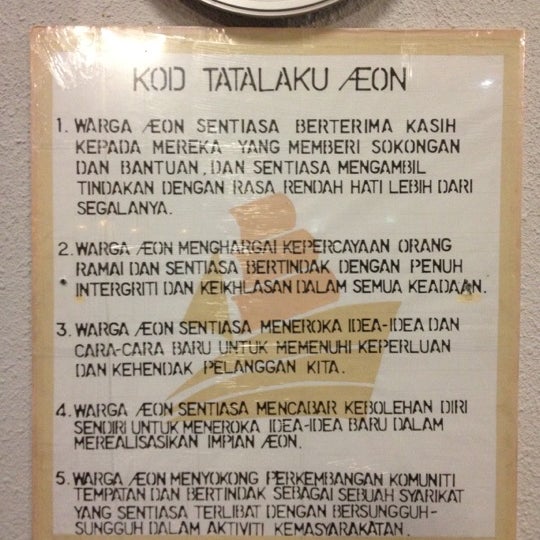 KOD TATALAKU ÆON
1. WARGA ÆON SENTIASA BERTERIMA KASIH
KEPADA MEREKA YANG MEMBERI SOKONGAN
DAN BANTUAN, DAN SENTIASA MENGAMBIL
TINDAKAN DENGAN RASA RENDAH HATI LEBIH DARI
SEGALANYA.
2. WARGA ÆON MENGHARGAI KEPERCAYAAN ORANG
RAMAI DAN SENTIASA BERTINDAK DENGAN PENUH
INTERGRITI DAN KEIKHLASAN DALAM SEMUA KEADAAN.
3. WARGA ÆON SENTIASA MENEROKA IDEA-IDEA DAN
CARA-CARA BARU UNTUK MEMENUHI KEPERLUAN
DAN KEHENDAK PELANGGAN KITA.
4. WARGA ÆON SENTIASA MENCABAR KEBOLEHAN DIRI
SENDIRI UNTUK MENEROKA IDEA-IDEA BARU DALAM
MEREALISASIKAN IMPIAN ÆON.
5. WARGA ÆON MENYOKONG PERKEMBANGAN KOMUNITI
TEMPATAN DAN BERTINDAK SEBAGAI SEBUAH SYARIKAT
YANG SENTIASA TERLIBAT DENGAN BERSUNGGUH-
SUNGGUH DALAM AKTIVITI KEMASYARAKATAN.